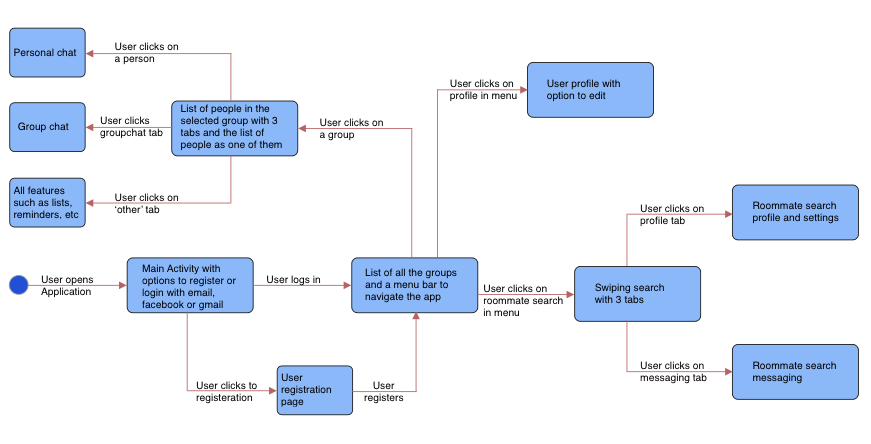 Personal chat
User clicks on
a person
Group chat
User clicks
groupchat tab
List of people in the
selected group with 3
tabs and the list of
people as one of them
User clicks on
a group
User clicks on
profile in menu
User profile with
option to edit
All features
such as lists,
reminders, etc
User clicks on
‘other’ tab
User clicks on
profile tab
Roommate search
profile and settings
User opens
Application
Main Activity with
options to register or
login with email,
facebook or gmail
User logs in
List of all the groups
and a menu bar to
navigate the app
User clicks on
roommate search
in menu
Swiping search
with 3 tabs
User clicks on
messaging tab
Roommate search
messaging
User clicks to
registeration
User
registration
page
User
registers